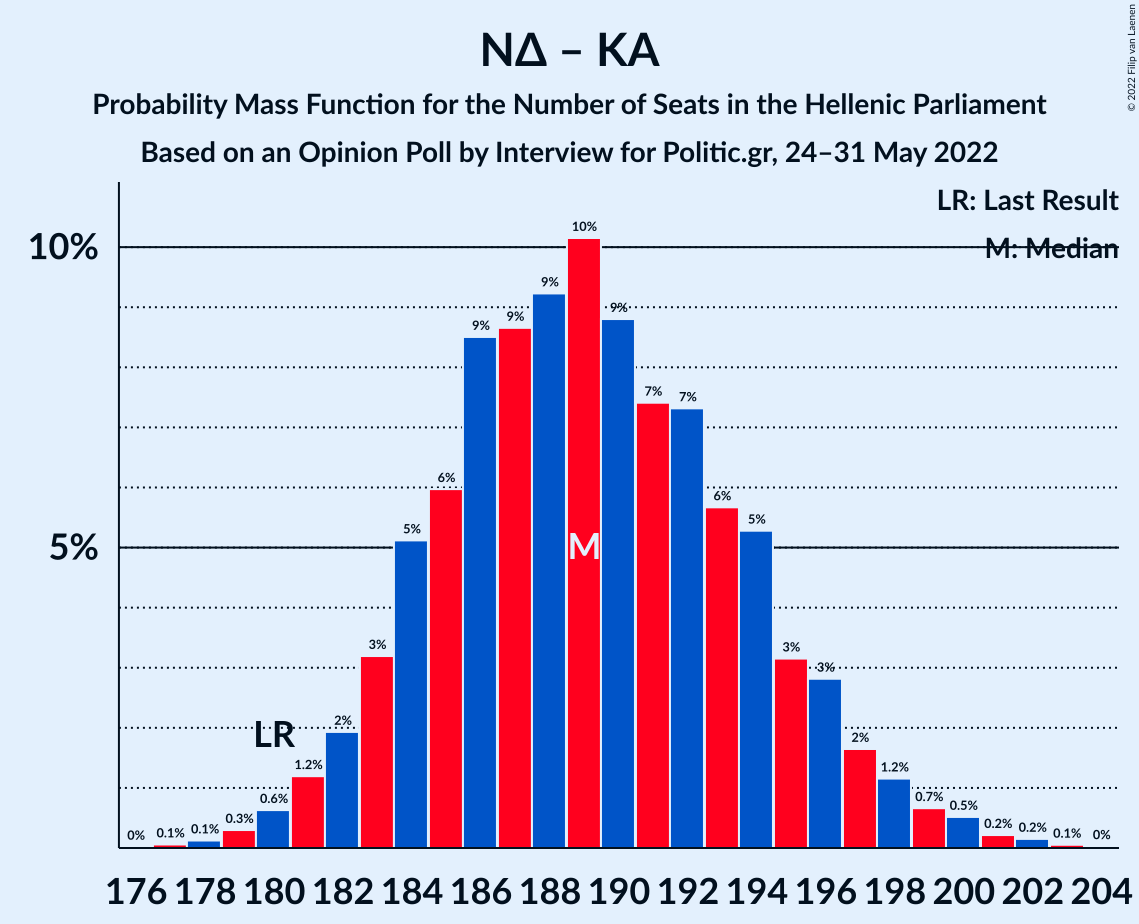 ΝΔ – ΚΑ
Probability Mass Function for the Number of Seats in the Hellenic Parliament
Based on an Opinion Poll by Interview for Politic.gr, 24–31 May 2022
© 2022 Filip van Laenen
LR: Last Result
M: Median
10%
5%
0% 0.1% 0.1% 0.3% 0.6% 1.2% 2% 3% 5% 6% 9% 9% 9% 10% 9% 7% 7% 6% 5% 3% 3% 2% 1.2% 0.7% 0.5% 0.2% 0.2% 0.1% 0%
LR
M
176 178 180 182 184 186 188 190 192 194 196 198 200 202 204